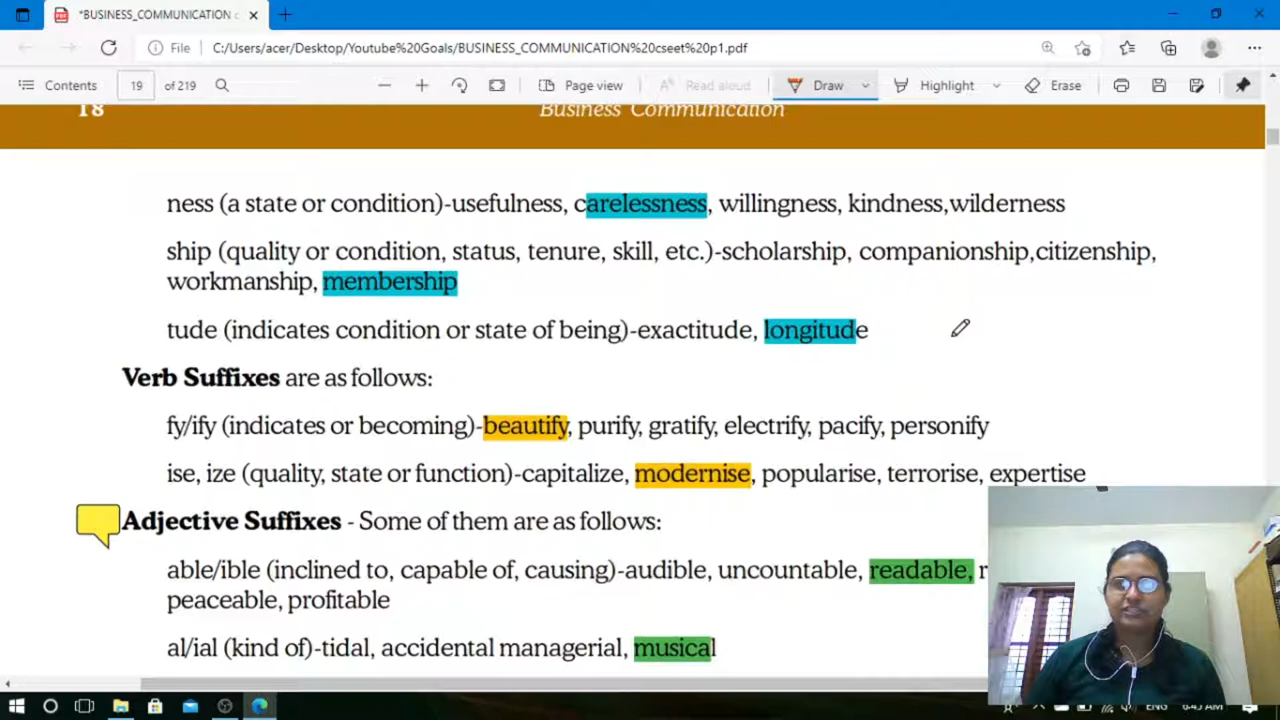 *BUSINESS_COMMUNICATION
File C:/Users/acer/Desktop/Youtube%20Goals/BUSINESS_COMMUNICATION%20cseet%20p1.pdf
Contents 19 of 219 Page view Read aloud Draw Highlight Erase
18 Business Communication
ness (a state or condition)-usefulness, carelessness, willingness, kindness,wilderness
ship (quality or condition, status, tenure, skill, etc.)-scholarship, companionship,citizenship,
workmanship, membership
tude (indicates condition or state of being)-exactitude, longitude
Verb Suffixes are as follows:
fy/ify (indicates or becoming)-beautify, purify, gratify, electrify, pacify, personify
ise, ize (quality, state or function)-capitalize, modernise, popularise, terrorise, expertise
Adjective Suffixes - Some of them are as follows:
able/ible (inclined to, capable of, causing)-audible, uncountable, readable,
peaceable, profitable
al/ial (kind of)-tidal, accidental managerial, musical